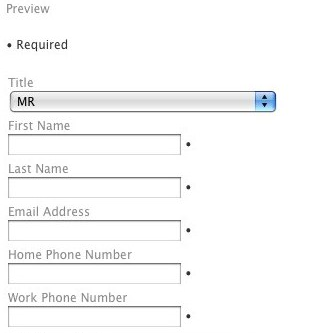 Preview
• Required
Title
MR
First Name
•
Last Name
•
Email Address
•
Home Phone Number
•
Work Phone Number
•